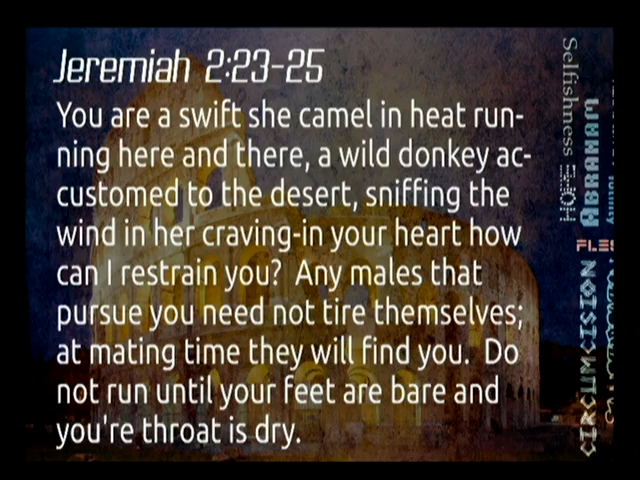 Jeremiah 2:23-25
You are a swift she camel in heat run-
ning here and there, a wild donkey ac-
customed to the desert, sniffing the
wind in her craving-in your heart how
can I restrain you?  Any males that
pursue you need not tire themselves;
at mating time they will find you.  Do
not run until your feet are bare and
you're throat is dry.
Selfishness
ABRAHAM
CIRCUMCISION